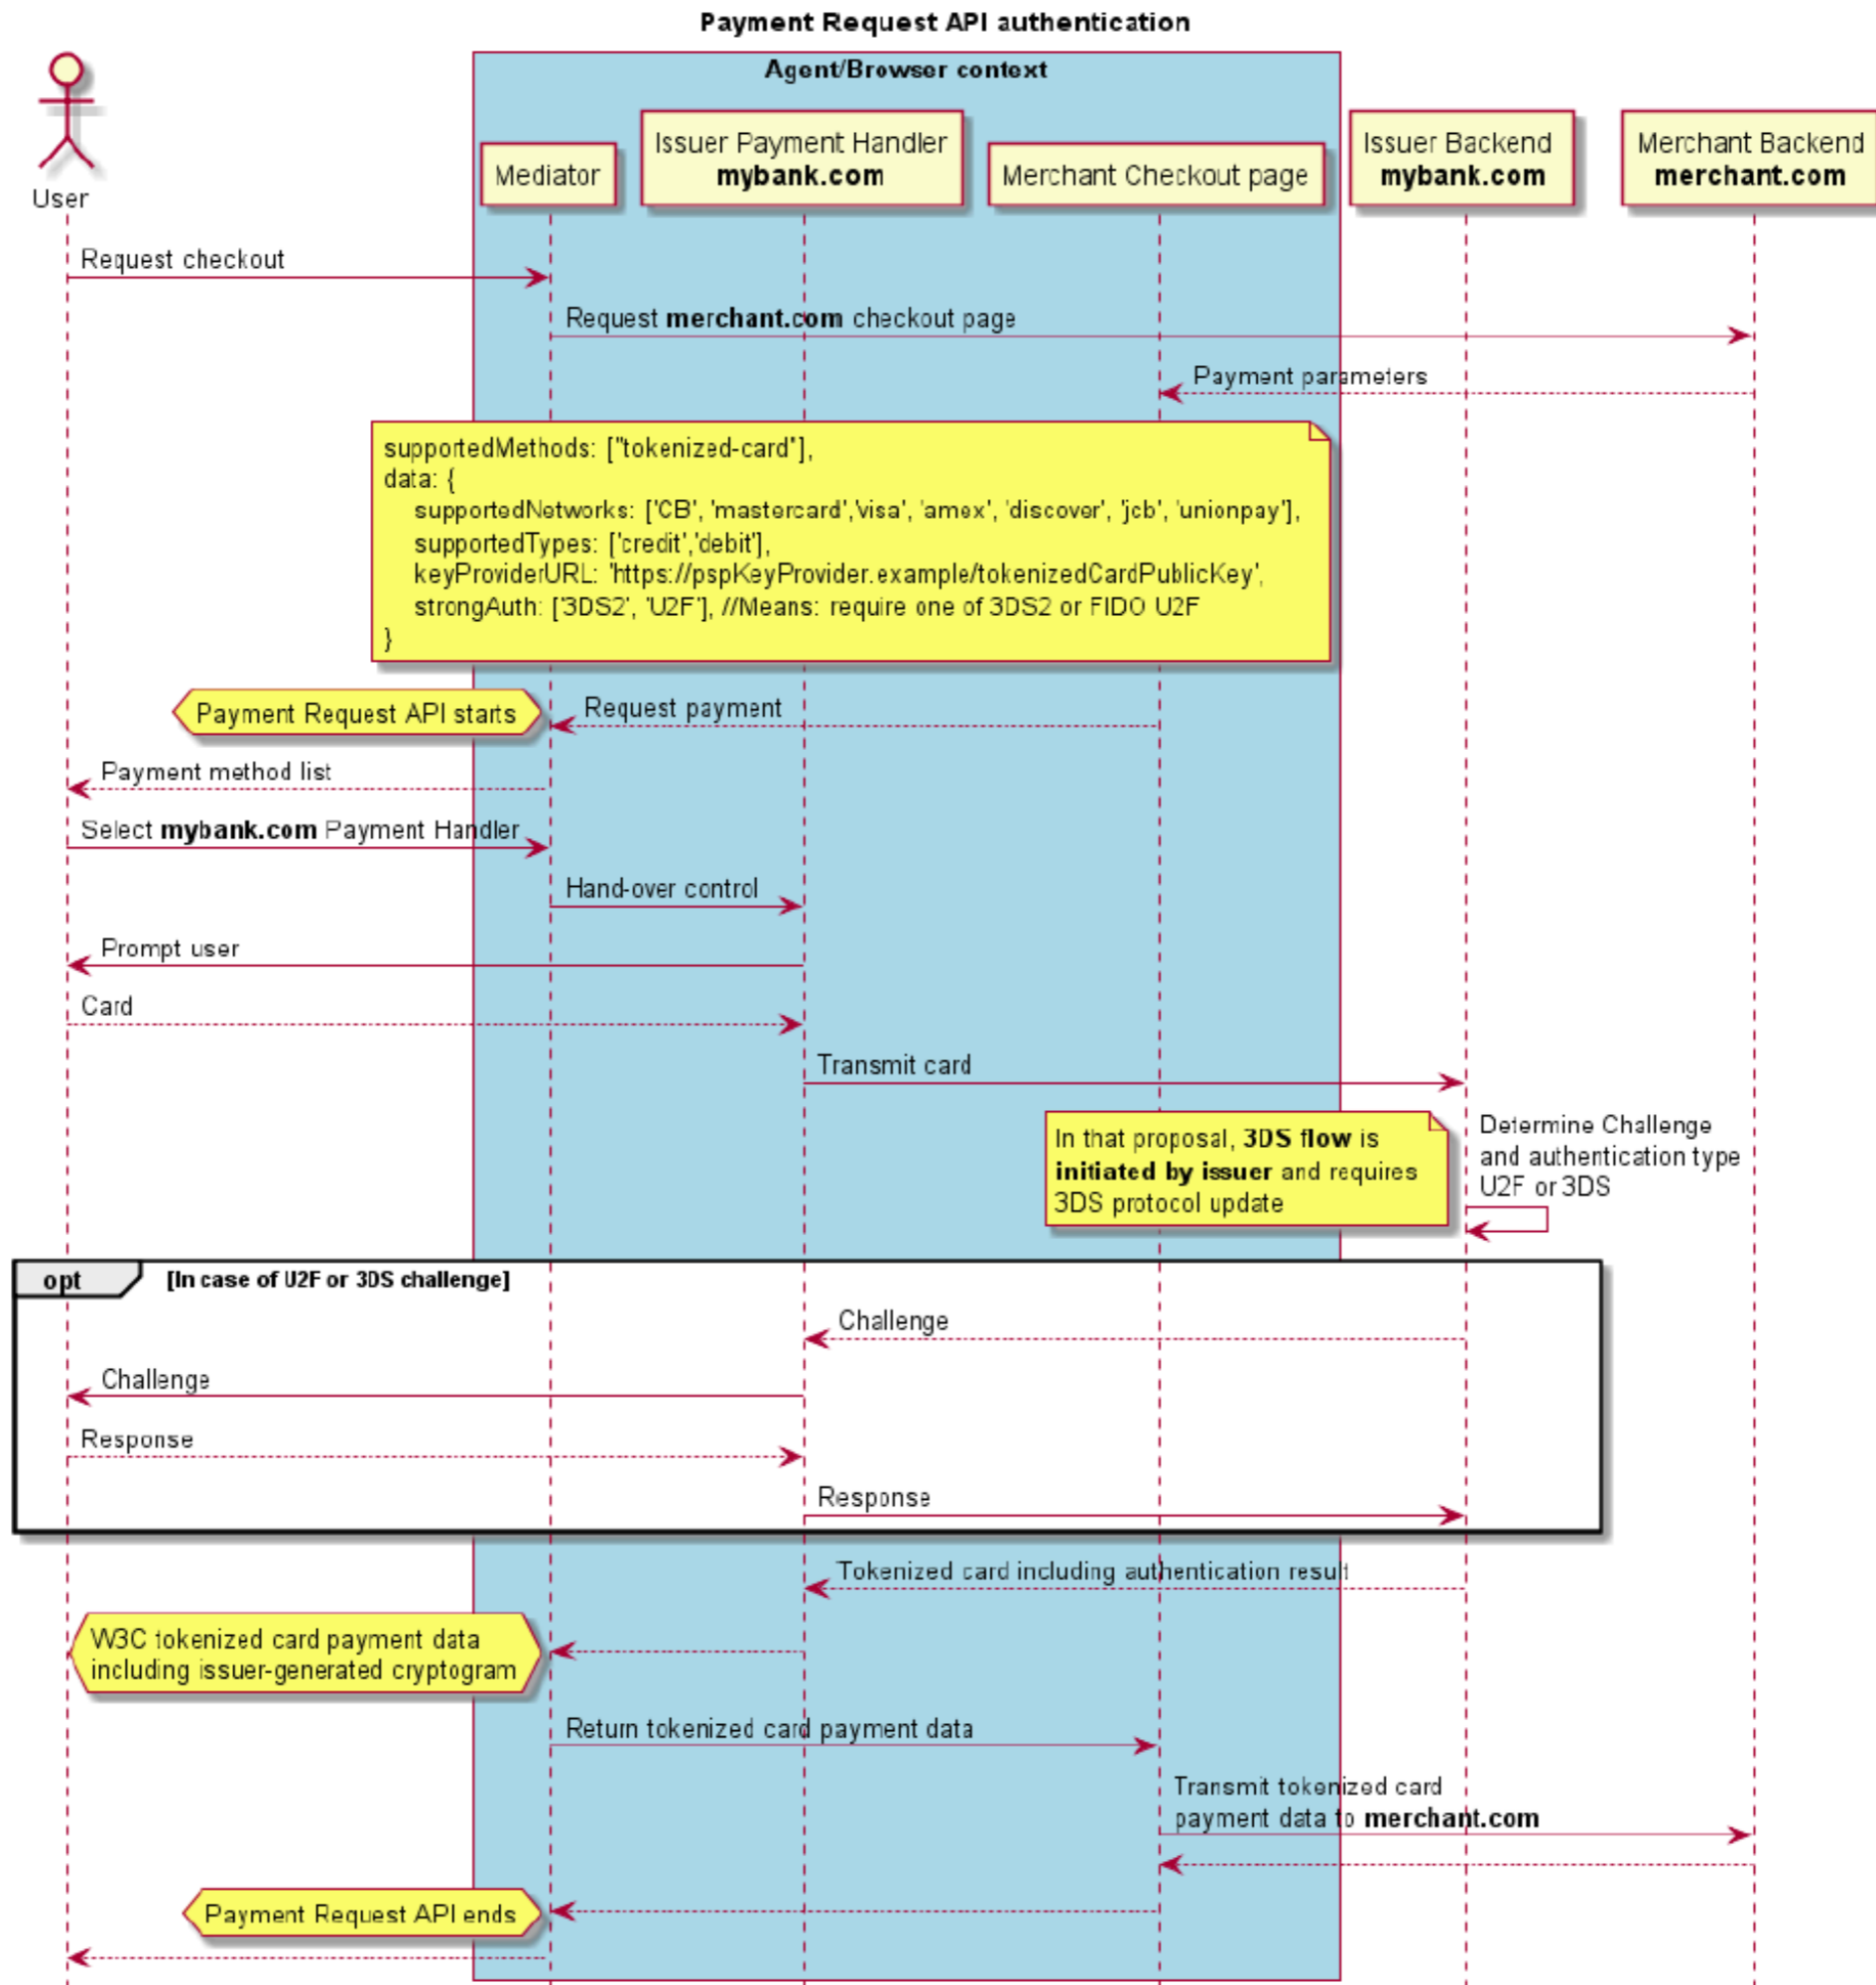 Payment Request API authentication
Agent/Browser context
User
Mediator
Issuer Payment Handler
mybank.com
Merchant Checkout page
Issuer Backend
mybank.com
Merchant Backend
merchant.com
Request checkout
Request merchant.com checkout page
Payment parameters
supportedMethods: ["tokenized-card"],
data: {
supportedNetworks: ['CB', 'mastercard','visa', 'amex', 'discover', 'jcb', 'unionpay'],
supportedTypes: ['credit','debit'],
keyProviderURL: 'https://pspKeyProvider.example/tokenizedCardPublicKey',
strongAuth: ['3DS2', 'U2F'], //Means: require one of 3DS2 or FIDO U2F
}
Payment Request API starts
Request payment
Payment method list
Select mybank.com Payment Handler
Hand-over control
Prompt user
Card
Transmit card
In that proposal, 3DS flow is
initiated by issuer and requires
3DS protocol update
Determine Challenge
and authentication type
U2F or 3DS
opt
[In case of U2F or 3DS challenge]
Challenge
Challenge
Response
Response
Tokenized card including authentication result
W3C tokenized card payment data
including issuer-generated cryptogram
Return tokenized card payment data
Transmit tokenized card
payment data to merchant.com
Payment Request API ends